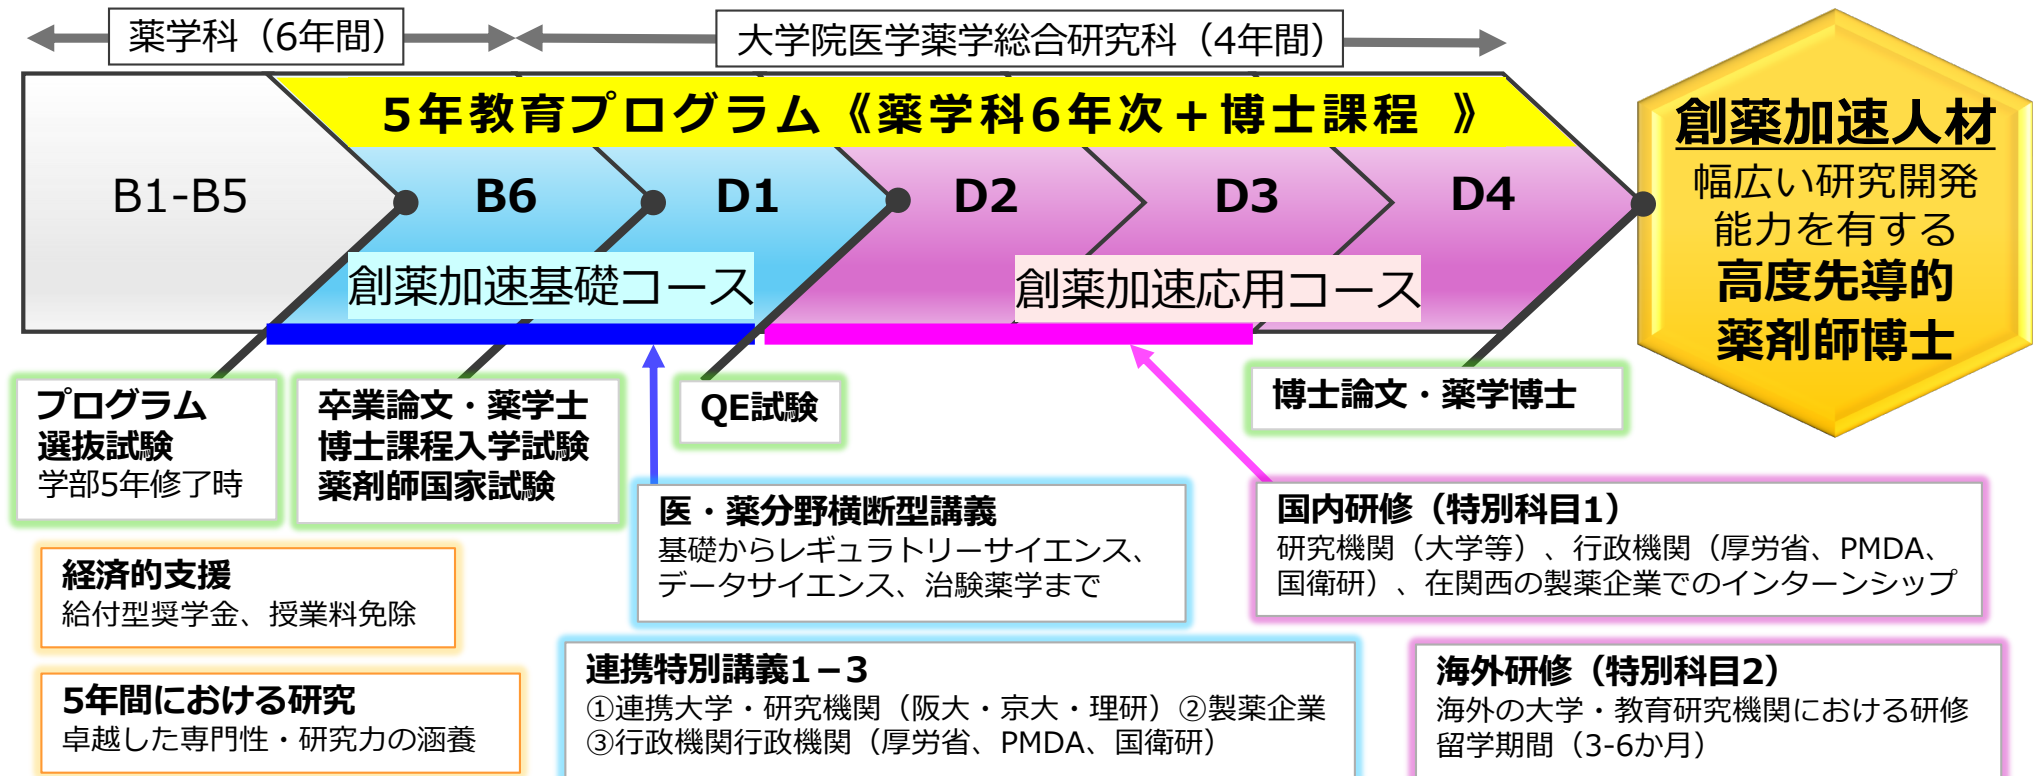 薬学科（6年間）
大学院医学薬学総合研究科（4年間）
5年教育プログラム《薬学科6年次＋博士課程 》
B1-B5
B6
D1
D2
D3
D4
創薬加速基礎コース
創薬加速応用コース
創薬加速人材
幅広い研究開発
能力を有する
高度先導的
薬剤師博士
プログラム
選抜試験
学部5年修了時
卒業論文・薬学士
博士課程入学試験
薬剤師国家試験
QE試験
博士論文・薬学博士
医・薬分野横断型講義
基礎からレギュラトリーサイエンス、
データサイエンス、治験薬学まで
国内研修（特別科目1）
研究機関（大学等）、行政機関（厚労省、PMDA、
国衛研）、在関西の製薬企業でのインターンシップ
経済的支援
給付型奨学金、授業料免除
5年間における研究
卓越した専門性・研究力の涵養
連携特別講義1－3
①連携大学・研究機関（阪大・京大・理研）②製薬企業
③行政機関行政機関（厚労省、PMDA、国衛研）
海外研修（特別科目2）
海外の大学・教育研究機関における研修
留学期間（3-6か月）